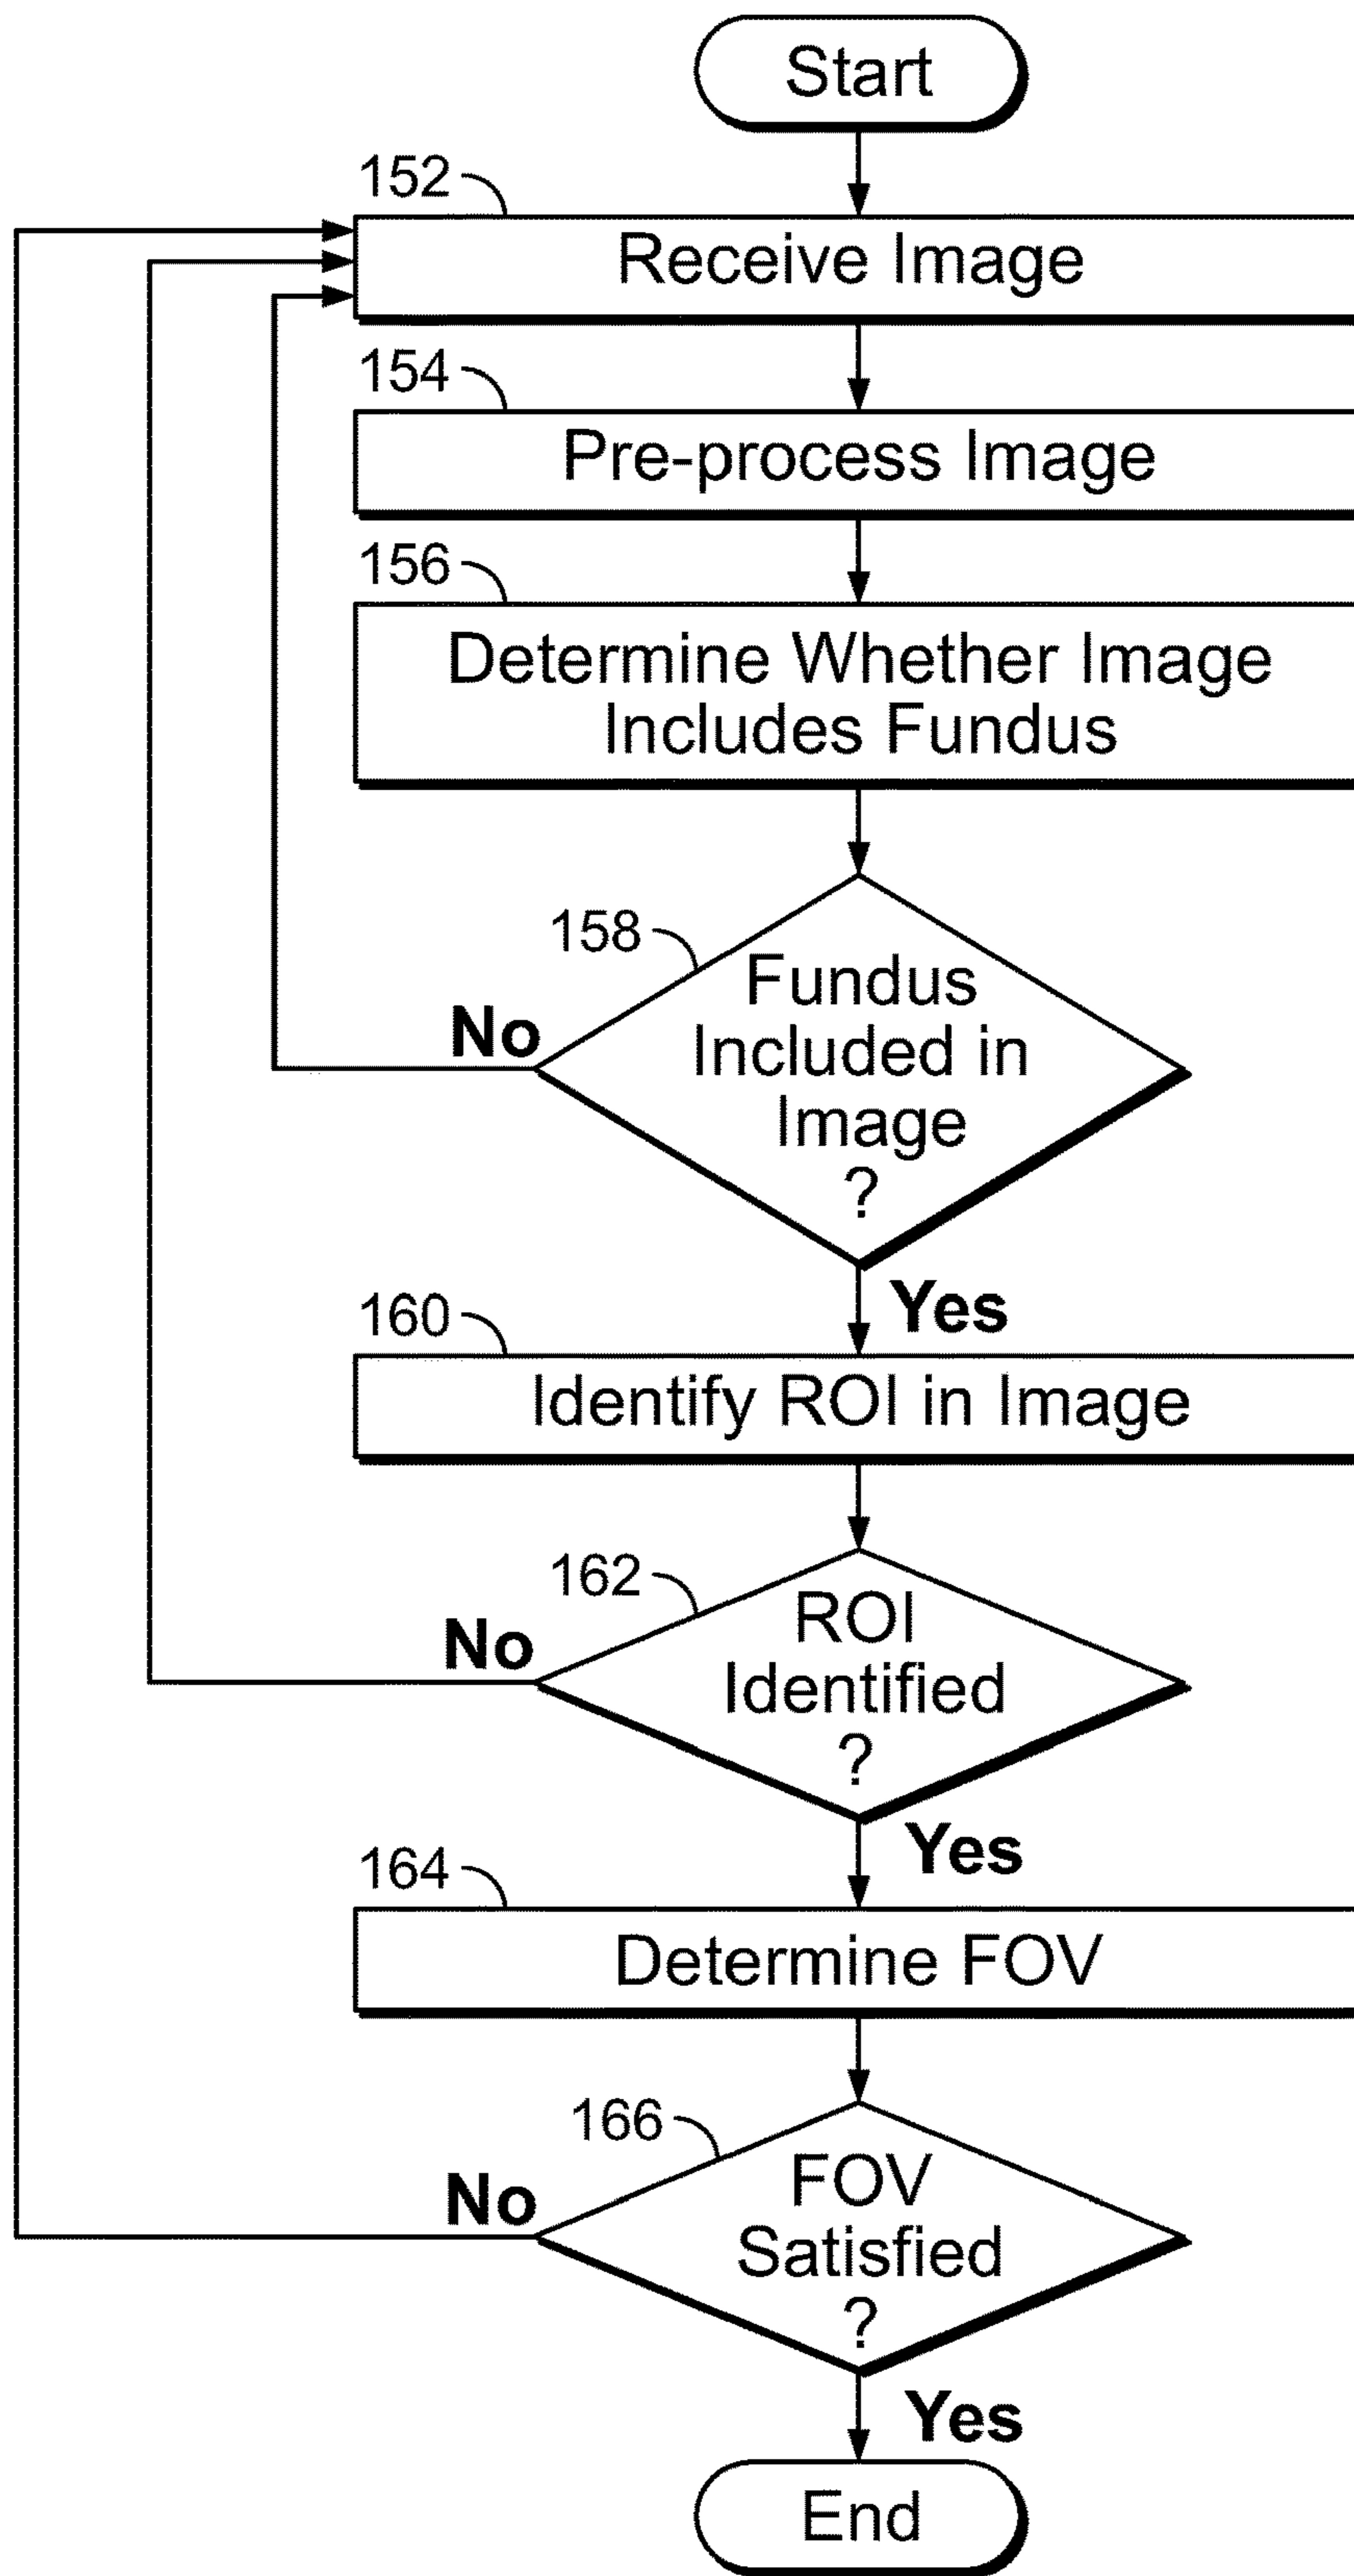 Start
152
Receive Image
154
Pre-process Image
156
Determine Whether Image
Includes Fundus
158
Fundus
Included in
Image
?
No
Yes
160
Identify ROI in Image
162
ROI
Identified
?
No
Yes
164
Determine FOV
166
FOV
Satisfied
?
No
Yes
End